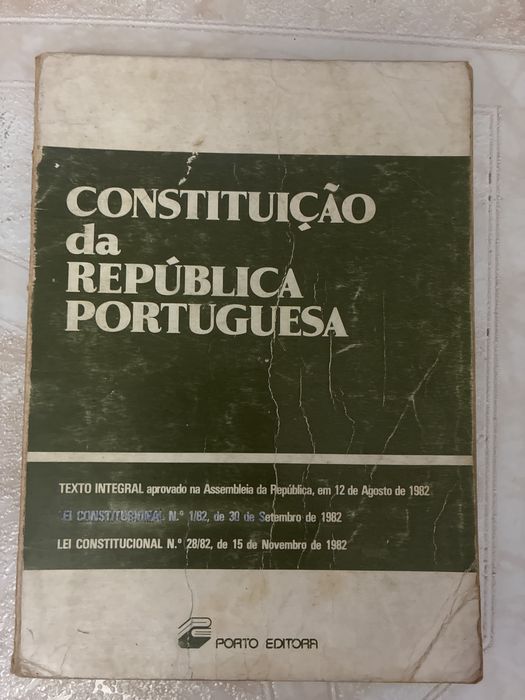 CONSTITUIÇÃO
da
REPÚBLICA
PORTUGUESA
TEXTO INTEGRAL aprovado na Assembleia da República, em 12 de Agosto de 1982
LEI CONSTITUCIONAL N.º 1/82, de 30 de Setembro de 1982
LEI CONSTITUCIONAL N.º 28/82, de 15 de Novembro de 1982
PORTO EDITORA